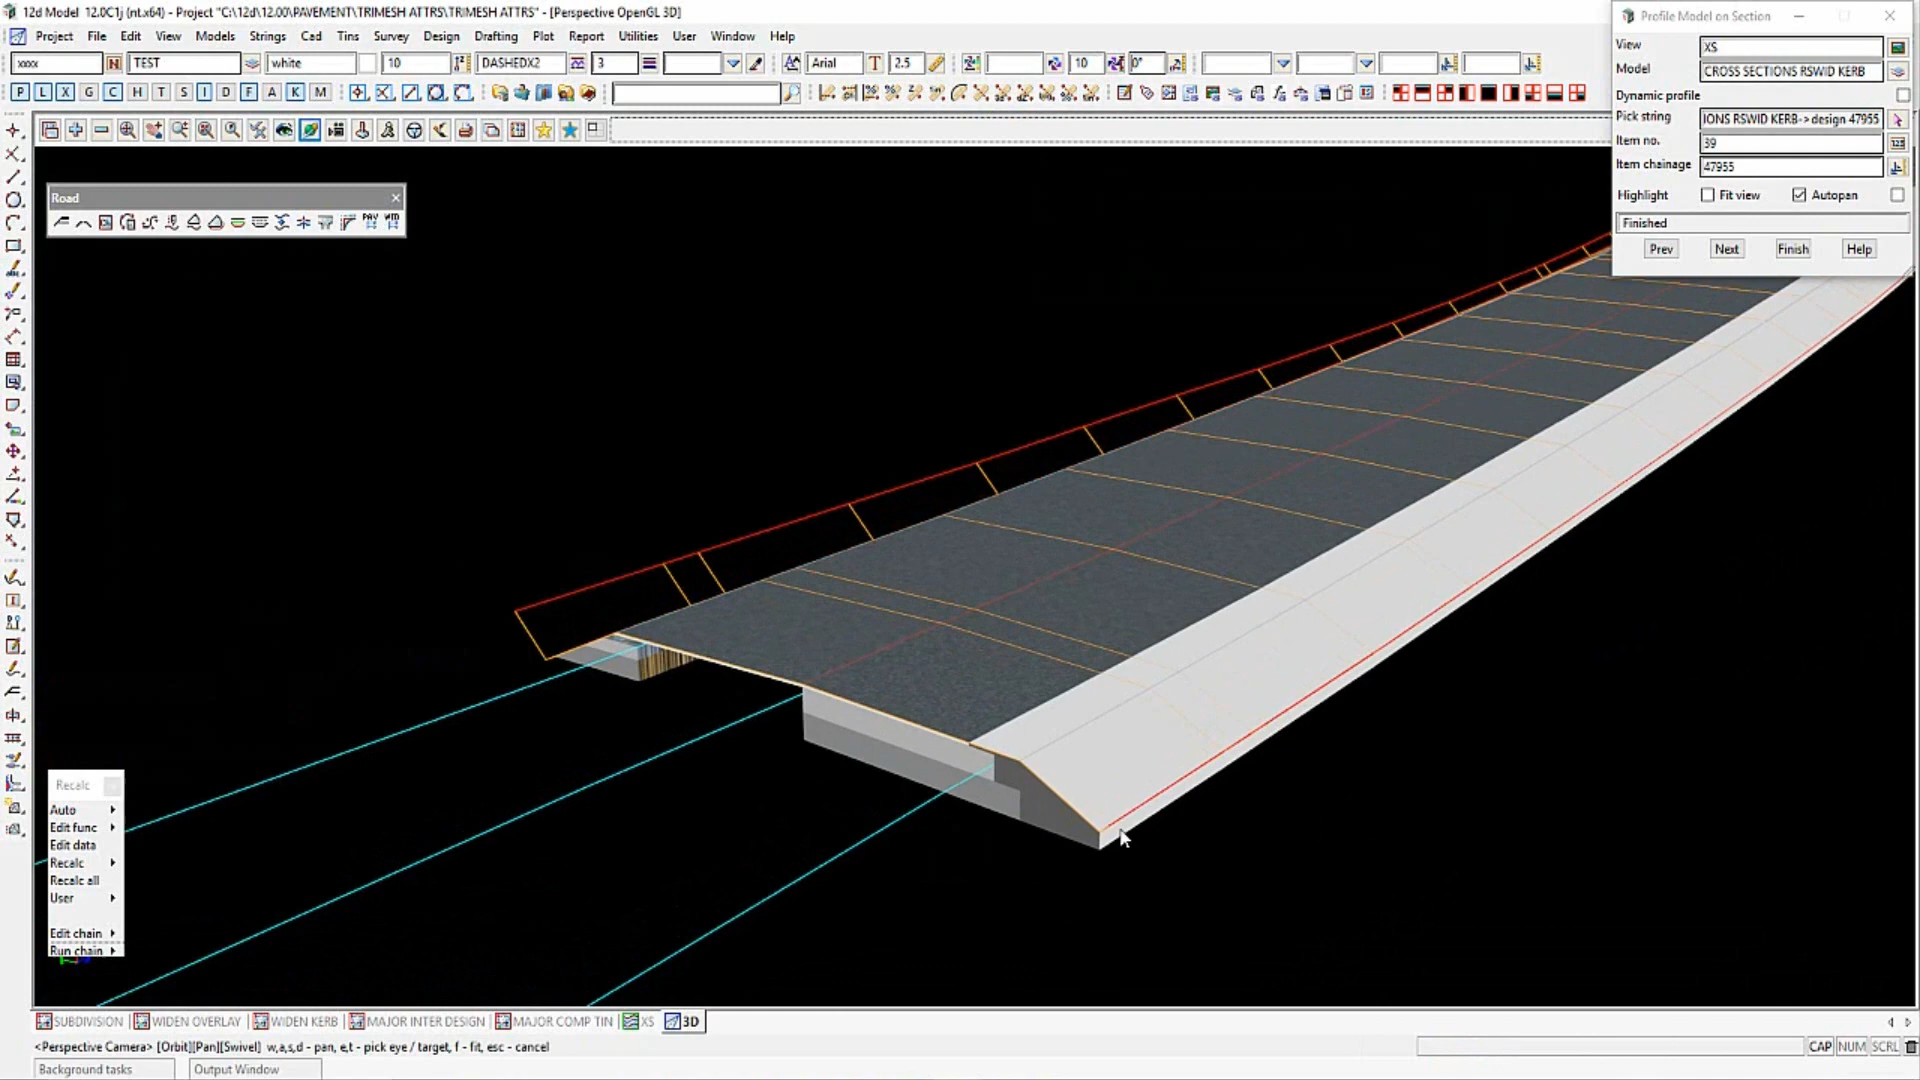 12d Model 12.0C1j (nt.x64) - Project "C:\12d\12.00\PAVEMENT\TRIMESH ATTRS\TRIMESH ATTRS" - [Perspective OpenGL 3D]
Project File Edit View Models Strings Cad Tins Survey Design Drafting Plot Report Utilities User Window Help
xxxx N TEST white 10 DASHEDX2 3 Arial T 2.5 10 0°
P L X G C H T S I D F A K M
Road
PAV WID
Profile Model on Section
View XS
Model CROSS SECTIONS RSWID KERB
Dynamic profile
Pick string IONS RSWID KERB->design 47955
Item no. 39
Item chainage 47955
Highlight Fit view Autopan
Finished
Prev Next Finish Help
Recalc
Auto
Edit func
Edit data
Recalc
Recalc all
User
Edit chain
Run chain
SUBDIVISION WIDEN OVERLAY WIDEN KERB MAJOR INTER DESIGN MAJOR COMP TIN XS 3D
<Perspective Camera> [Orbit][Pan][Swivel] w,a,s,d - pan, e,t - pick eye / target, f - fit, esc - cancel
CAP NUM SCRL
Background tasks Output Window